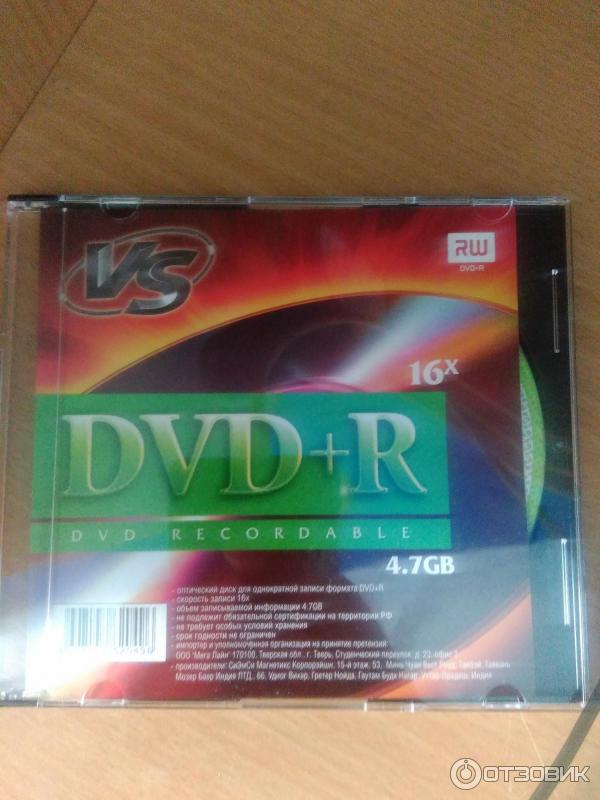 VS
RW
DVD+R
16x
DVD+R
DVD RECORDABLE
4.7GB
- оптический диск для однократной записи формата DVD+R
- скорость записи 16x
- объем записываемой информации 4.7GB
- не подлежит обязательной сертификации на территории РФ
- не требует особых условий хранения
- срок годности не ограничен
- импортер и уполномоченная организация на принятие претензий:
ООО "Мега Лайн" 170100, Тверская обл., г. Тверь, Студенческий переулок, д. 23, офис
- производители: СиЭмСи Магнетикс Корпорэйшн. 15-й этаж, 53, Минь Чуан Вест Роуд, Тайбэй, Тайвань
Мозер Баер Индия ЛТД., 66, Удиог Вихар, Гретер Нойда, Гаутам Буди Нагар, Уттар-Прадеш, Индия
ОТЗОВИК